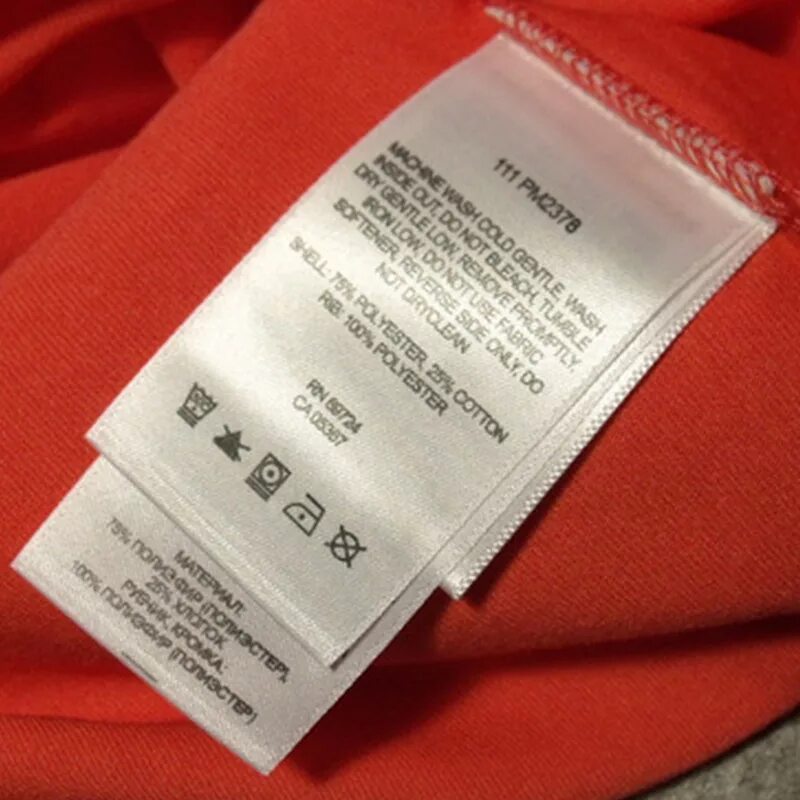 111 PM2378
MACHINE WASH COLD GENTLE, WASH
INSIDE OUT, DO NOT BLEACH, TUMBLE
DRY GENTLE LOW, REMOVE PROMPTLY,
IRON LOW, DO NOT USE FABRIC
SOFTENER, REVERSE SIDE ONLY, DO
NOT DRYCLEAN
SHELL: 75% POLYESTER, 25% COTTON
RIB: 100% POLYESTER
RN 69724
CA 05367
МАТЕРИАЛ:
75% ПОЛИЭФИР (ПОЛИЭСТЕР),
25% ХЛОПОК
РУБЧИК. КРОМКА:
100% ПОЛИЭФИР (ПОЛИЭСТЕР)